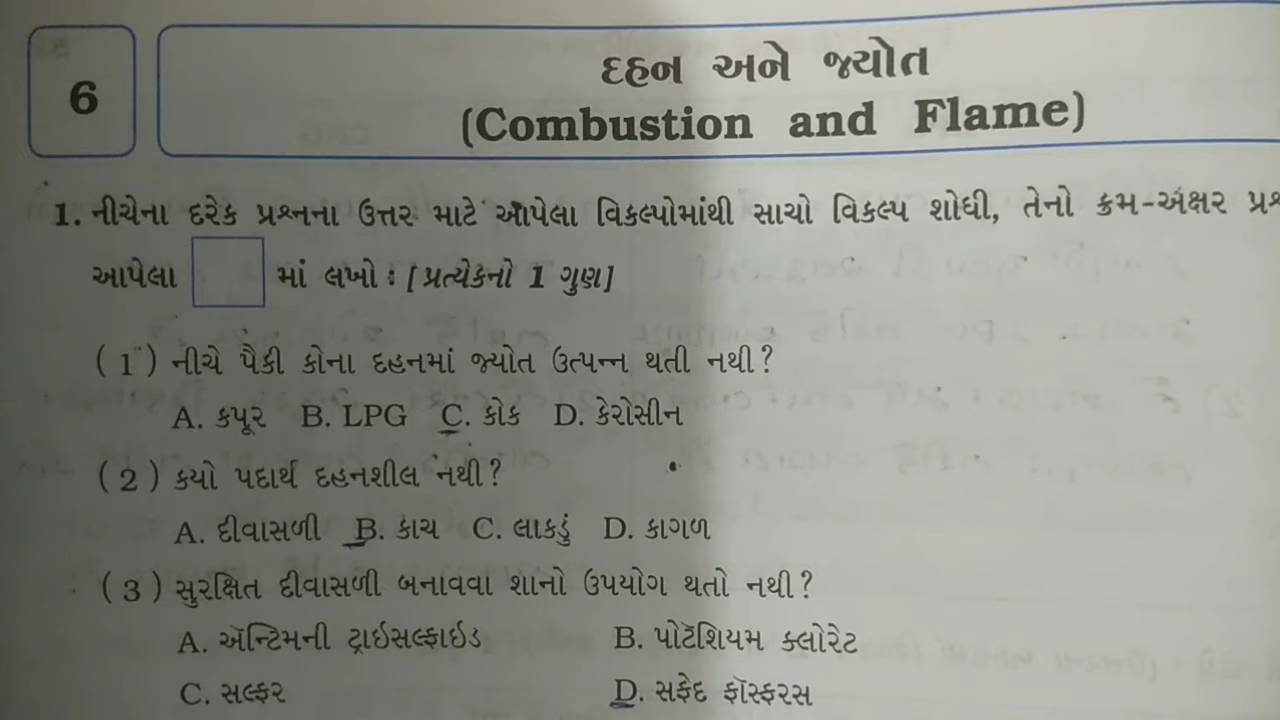 6
દહન અને જ્યોત
(Combustion and Flame)
1. નીચેના દરેક પ્રશ્નના ઉત્તર માટે આપેલા વિકલ્પોમાંથી સાચો વિકલ્પ શોધી, તેનો ક્રમ-અક્ષર
આપેલા માં લખો : [પ્રત્યેકનો 1 ગુણ]
(1) નીચે પૈકી કોના દહનમાં જ્યોત ઉત્પન્ન થતી નથી?
A. કપૂર B. LPG C. કોક D. કેરોસીન
(2) કયો પદાર્થ દહનશીલ નથી?
A. દીવાસળી B. કાચ C. લાકડું D. કાગળ
(3) સુરક્ષિત દીવાસળી બનાવવા શાનો ઉપયોગ થતો નથી?
A. ઍન્ટિમની ટ્રાઇસલ્ફાઇડ B. પોટૅશિયમ ક્લોરેટ
C. સલ્ફર D. સફેદ ફૉસ્ફરસ